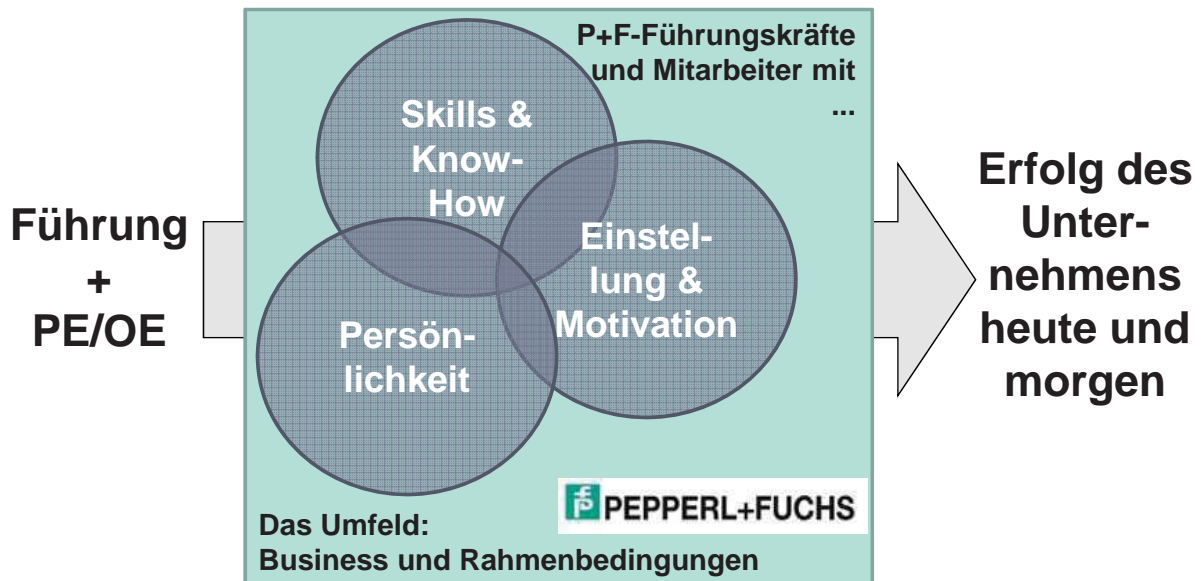 P+F-Führungskräfte
und Mitarbeiter mit
...
Skills &
Know-
How
Führung
+
PE/OE
Einstel-
lung &
Motivation
Persön-
lichkeit
Erfolg des
Unter-
nehmens
heute und
morgen
PEPPERL+FUCHS
Das Umfeld:
Business und Rahmenbedingungen